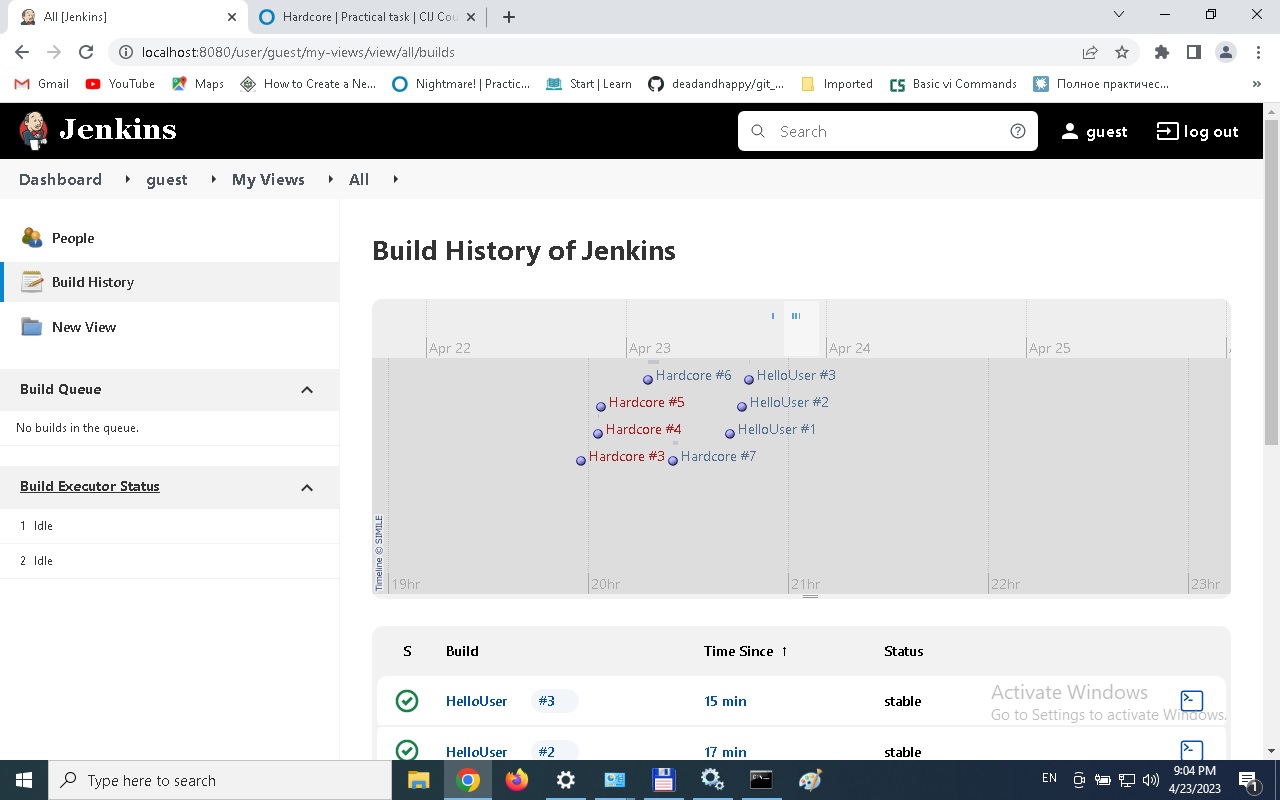 All [Jenkins]
Hardcore | Practical task | CIJ Cou
localhost:8080/user/guest/my-views/view/all/builds
Gmail YouTube Maps How to Create a Ne... Nightmare! | Practic... Start | Learn deadandhappy/git_... Imported CS Basic vi Commands Полное практичес... »
Jenkins
Search
guest
log out
Dashboard guest My Views All
People
Build History
New View
Build Queue
No builds in the queue.
Build Executor Status
1 Idle
2 Idle
Build History of Jenkins
Apr 22 Apr 23 Apr 24 Apr 25
Hardcore #6 HelloUser #3
Hardcore #5 HelloUser #2
Hardcore #4 HelloUser #1
Hardcore #3 Hardcore #7
Timeline © SIMILE
19hr 20hr 21hr 22hr 23hr
S Build Time Since ↑ Status
HelloUser #3 15 min stable
HelloUser #2 17 min stable
Activate Windows
Go to Settings to activate Windows.
Type here to search
EN
9:04 PM
4/23/2023
1